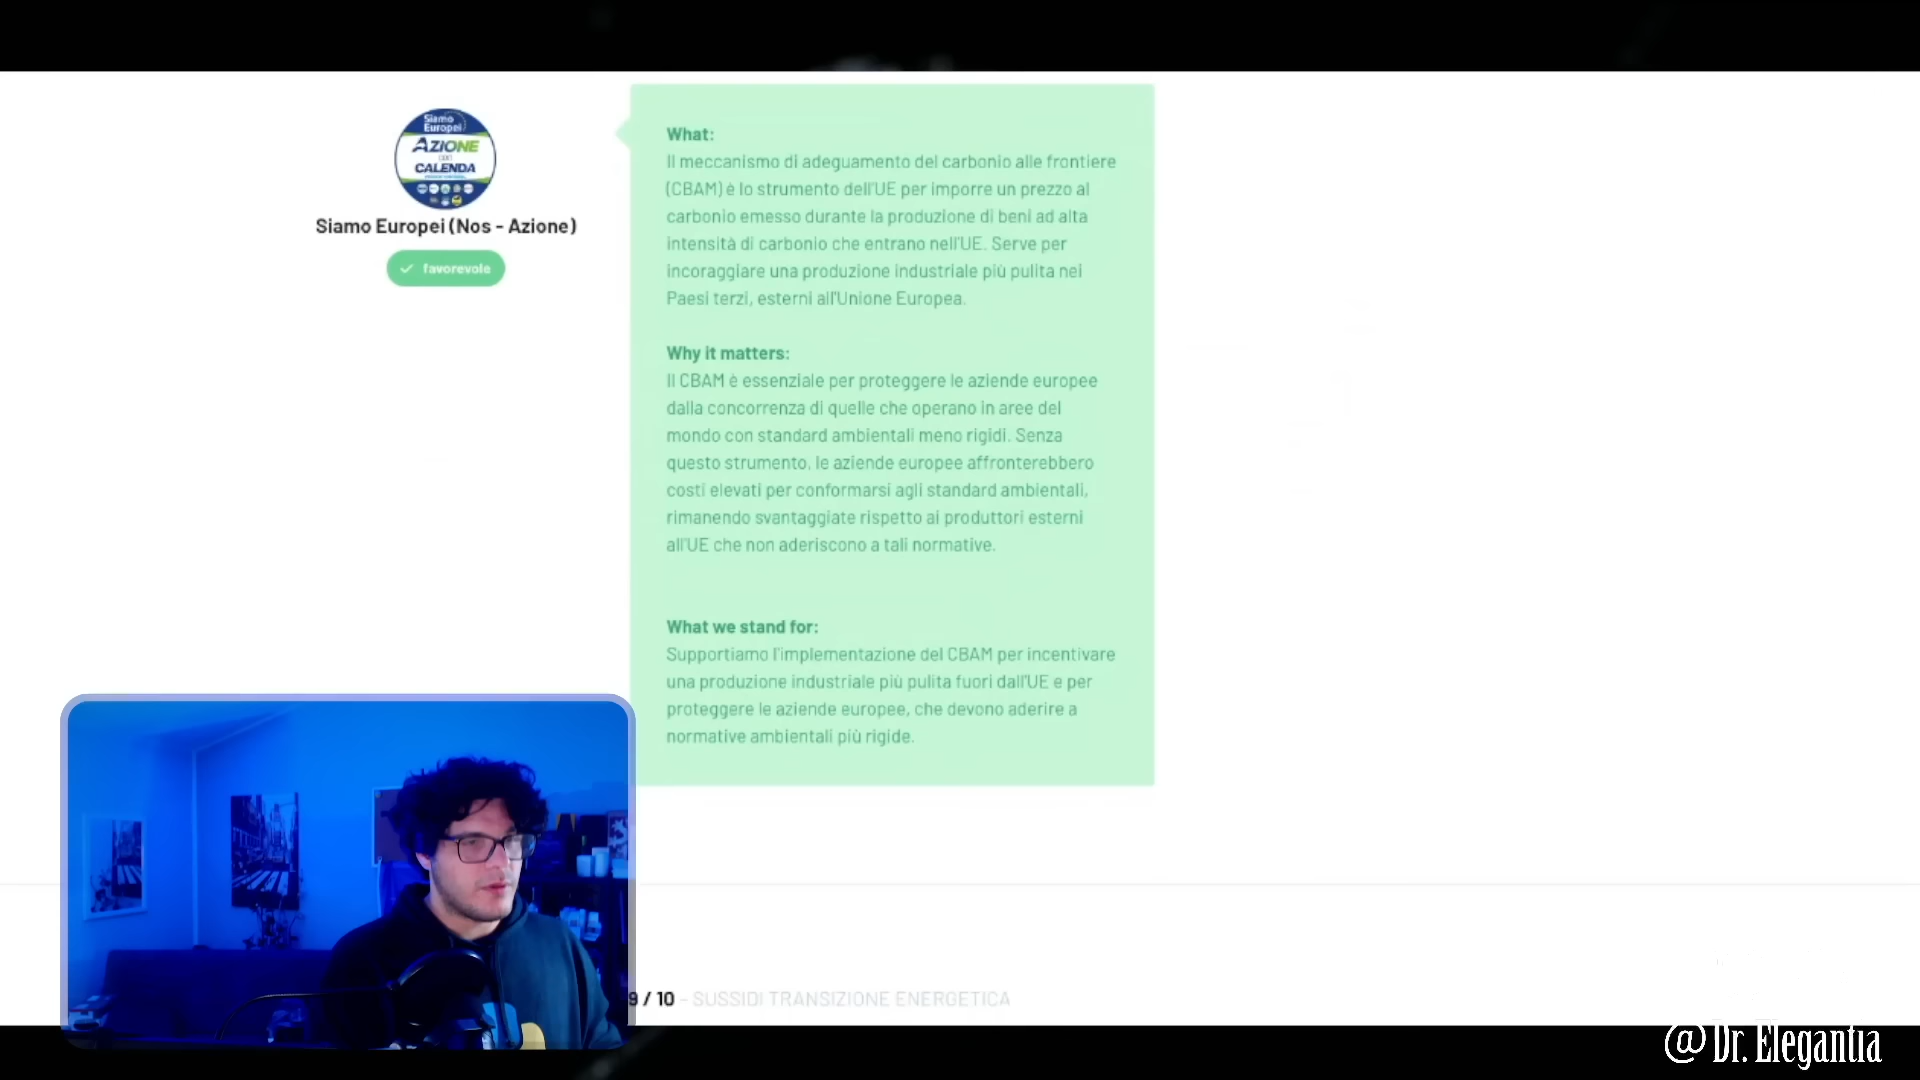 Siamo
Europei
AZIONE
CON
CALENDA
Siamo Europei (Nos - Azione)
favorevole
What:
Il meccanismo di adeguamento del carbonio alle frontiere
(CBAM) è lo strumento dell'UE per imporre un prezzo al
carbonio emesso durante la produzione di beni ad alta
intensità di carbonio che entrano nell'UE. Serve per
incoraggiare una produzione industriale più pulita nei
Paesi terzi, esterni all'Unione Europea.
Why it matters:
Il CBAM è essenziale per proteggere le aziende europee
dalla concorrenza di quelle che operano in aree del
mondo con standard ambientali meno rigidi. Senza
questo strumento, le aziende europee affronterebbero
costi elevati per conformarsi agli standard ambientali,
rimanendo svantaggiate rispetto ai produttori esterni
all'UE che non aderiscono a tali normative.
What we stand for:
Supportiamo l'implementazione del CBAM per incentivare
una produzione industriale più pulita fuori dall'UE e per
proteggere le aziende europee, che devono aderire a
normative ambientali più rigide.
9 / 10 - SUSSIDI TRANSIZIONE ENERGETICA
@Dr. Elegantia